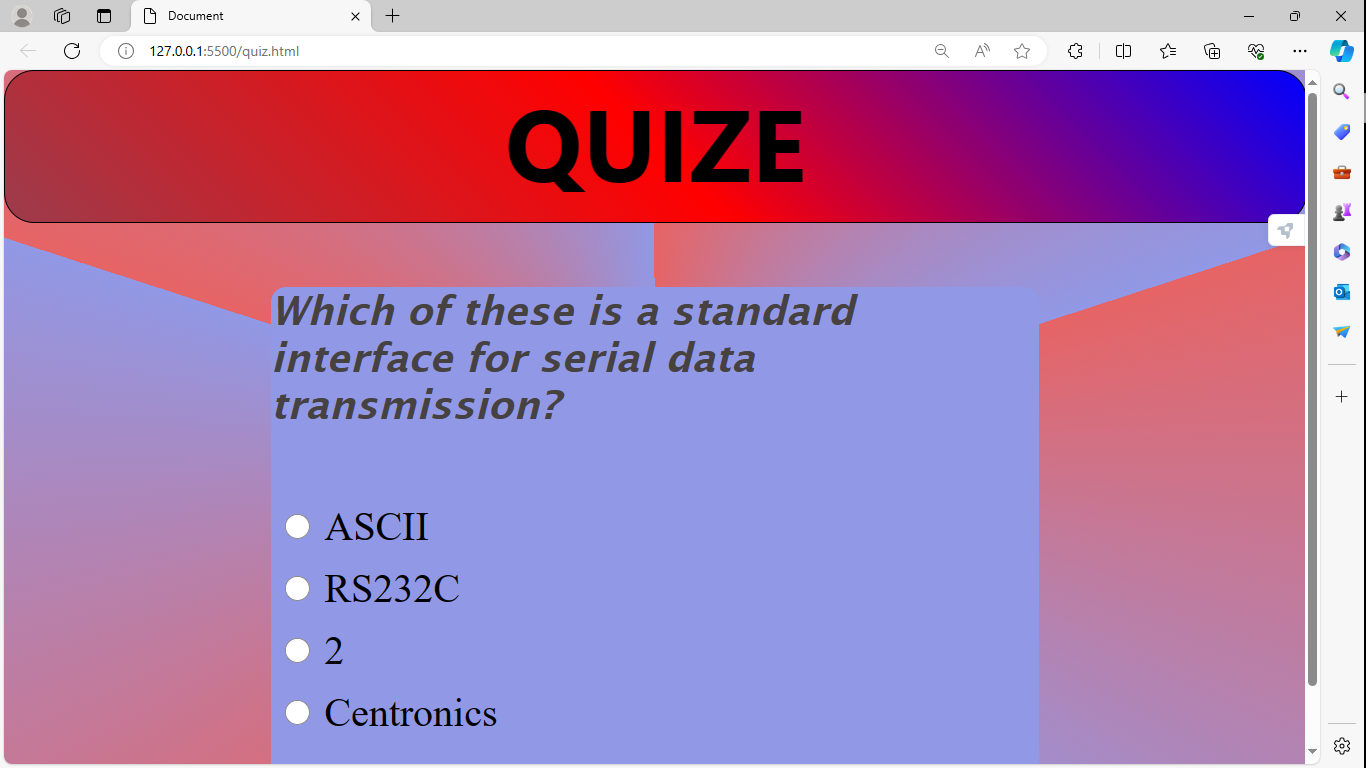 Document
127.0.0.1:5500/quiz.html
QUIZE
Which of these is a standard
interface for serial data
transmission?
ASCII
RS232C
2
Centronics